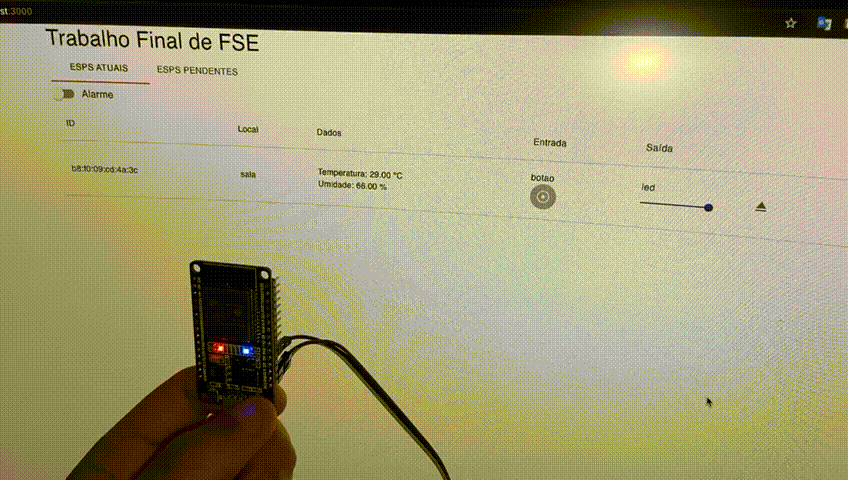 st:3000
Trabalho Final de FSE
ESPS ATUAIS ESPS PENDENTES
Alarme
ID Local Dados Entrada Saída
b8:f0:09:cd:4a:3c sala Temperatura: 29.00 °C botao led
Umidade: 66.00 %